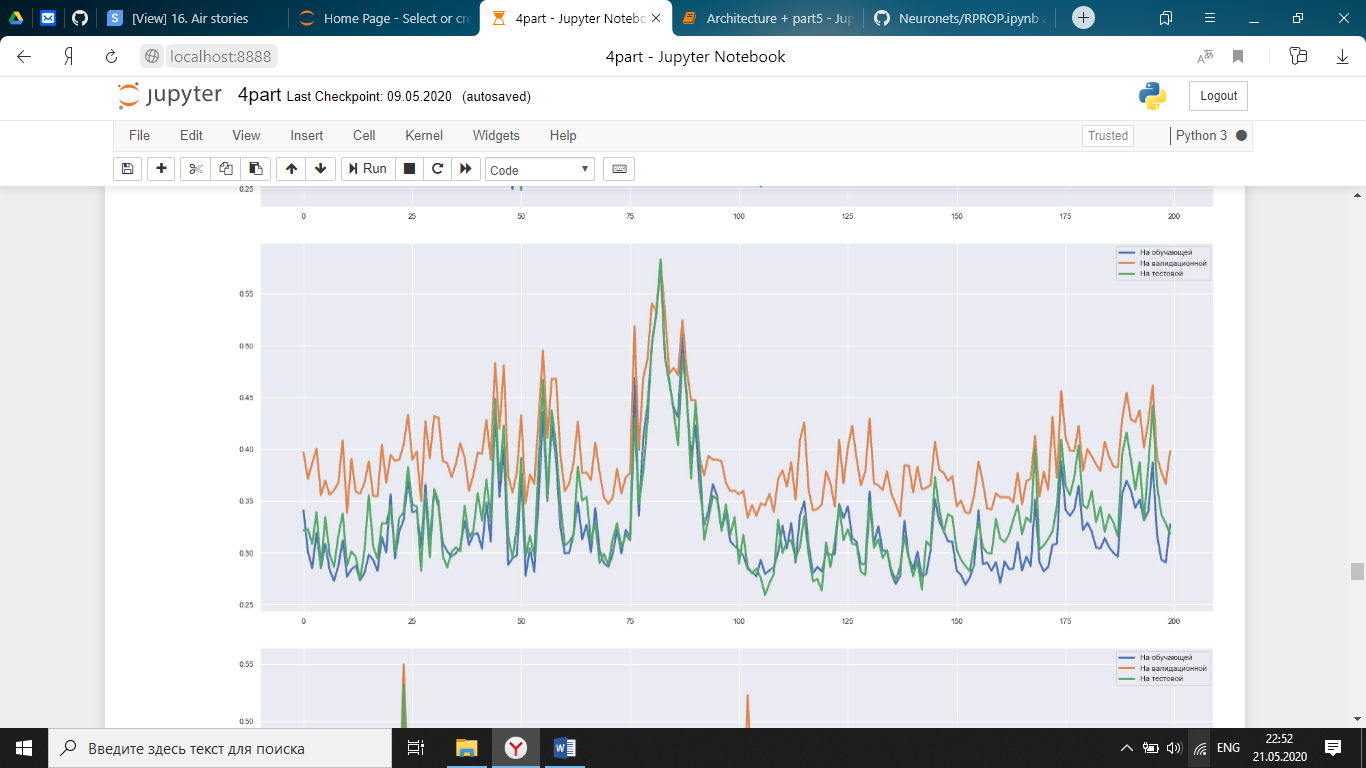 [View] 16. Air stories
Home Page - Select or cre
4part - Jupyter Notebo
Architecture + part5 - Jup
Neuronets/RPROP.ipynb
Я
localhost:8888
4part - Jupyter Notebook
jupyter 4part Last Checkpoint: 09.05.2020 (autosaved)
Logout
File Edit View Insert Cell Kernel Widgets Help
Trusted Python 3
Run Code
0.25
0 25 50 75 100 125 150 175 200
На обучающей
На валидационной
На тестовой
0.55
0.50
0.45
0.40
0.35
0.30
0.25
0 25 50 75 100 125 150 175 200
На обучающей
На валидационной
На тестовой
0.55
0.50
Введите здесь текст для поиска
ENG
22:52
21.05.2020